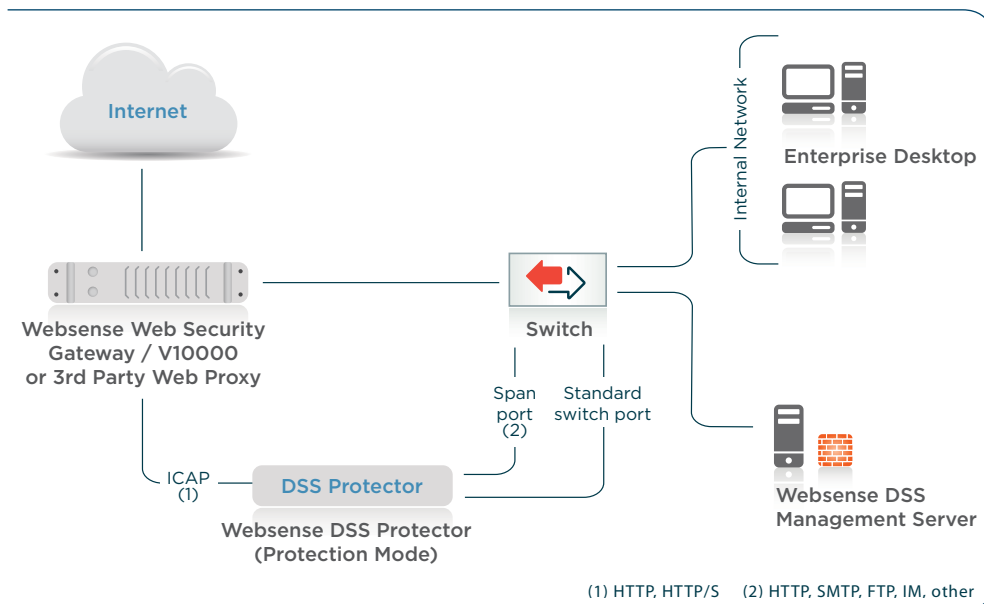 Internet
Internal Network
Enterprise Desktop
Websense Web Security
Gateway / V10000
or 3rd Party Web Proxy
Switch
Span
port
(2)
Standard
switch port
ICAP
(1)
DSS Protector
Websense DSS Protector
(Protection Mode)
Websense DSS
Management Server
(1) HTTP, HTTP/S (2) HTTP, SMTP, FTP, IM, other